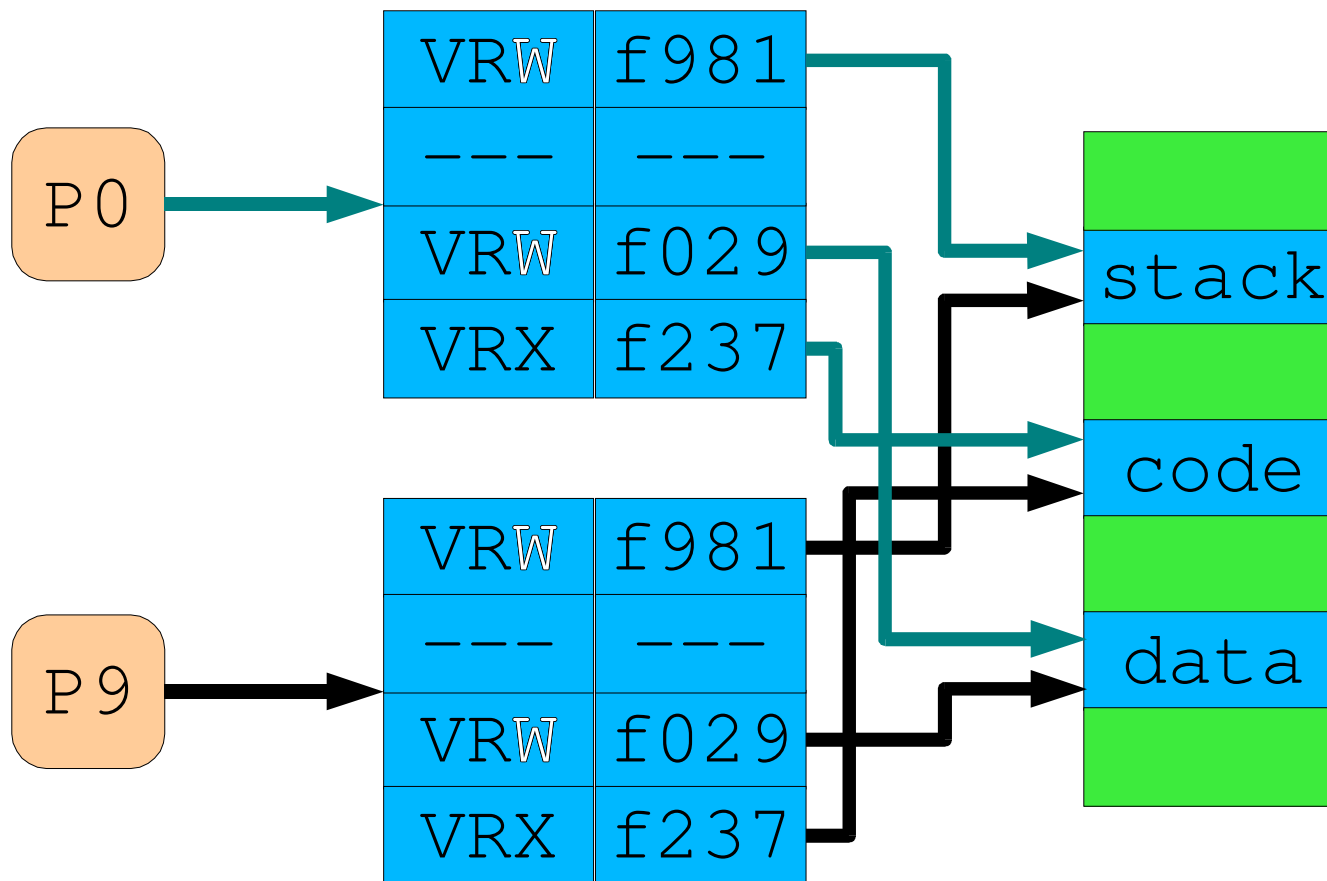 VRW f981
--- ---
P0
VRW f029
VRX f237
stack
code
data
VRW f981
--- ---
P9
VRW f029
VRX f237